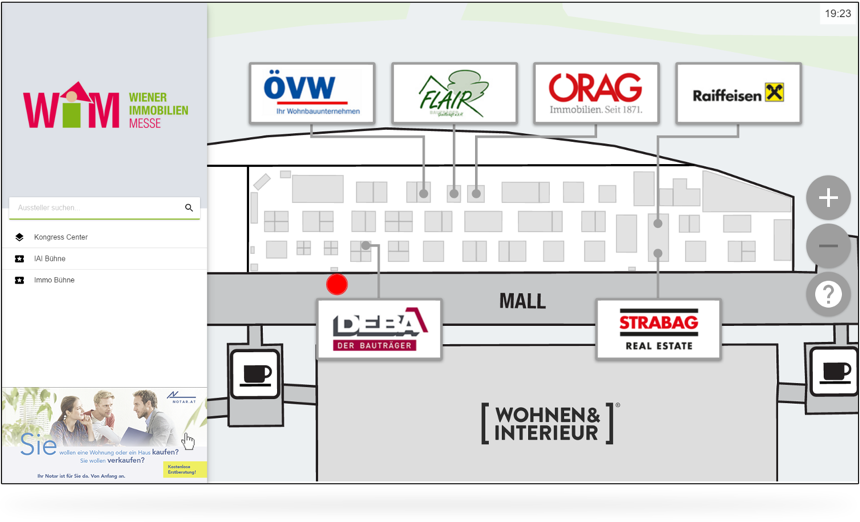 19:23
WiM
WIENER
IMMOBILIEN
MESSE
Aussteller suchen...
Kongress Center
IAI Bühne
Immo Bühne
NOTAR.AT
Sie wollen eine Wohnung oder ein Haus kaufen?
Sie wollen verkaufen?
Kostenlose
Erstberatung!
Ihr Notar ist für Sie da. Von Anfang an.
ÖVW
Ihr Wohnbauunternehmen
FLAIR
ÖRAG
Immobilien. Seit 1871.
Raiffeisen
MALL
DEBA
DER BAUTRÄGER
STRABAG
REAL ESTATE
[WOHNEN&
INTERIEUR]®